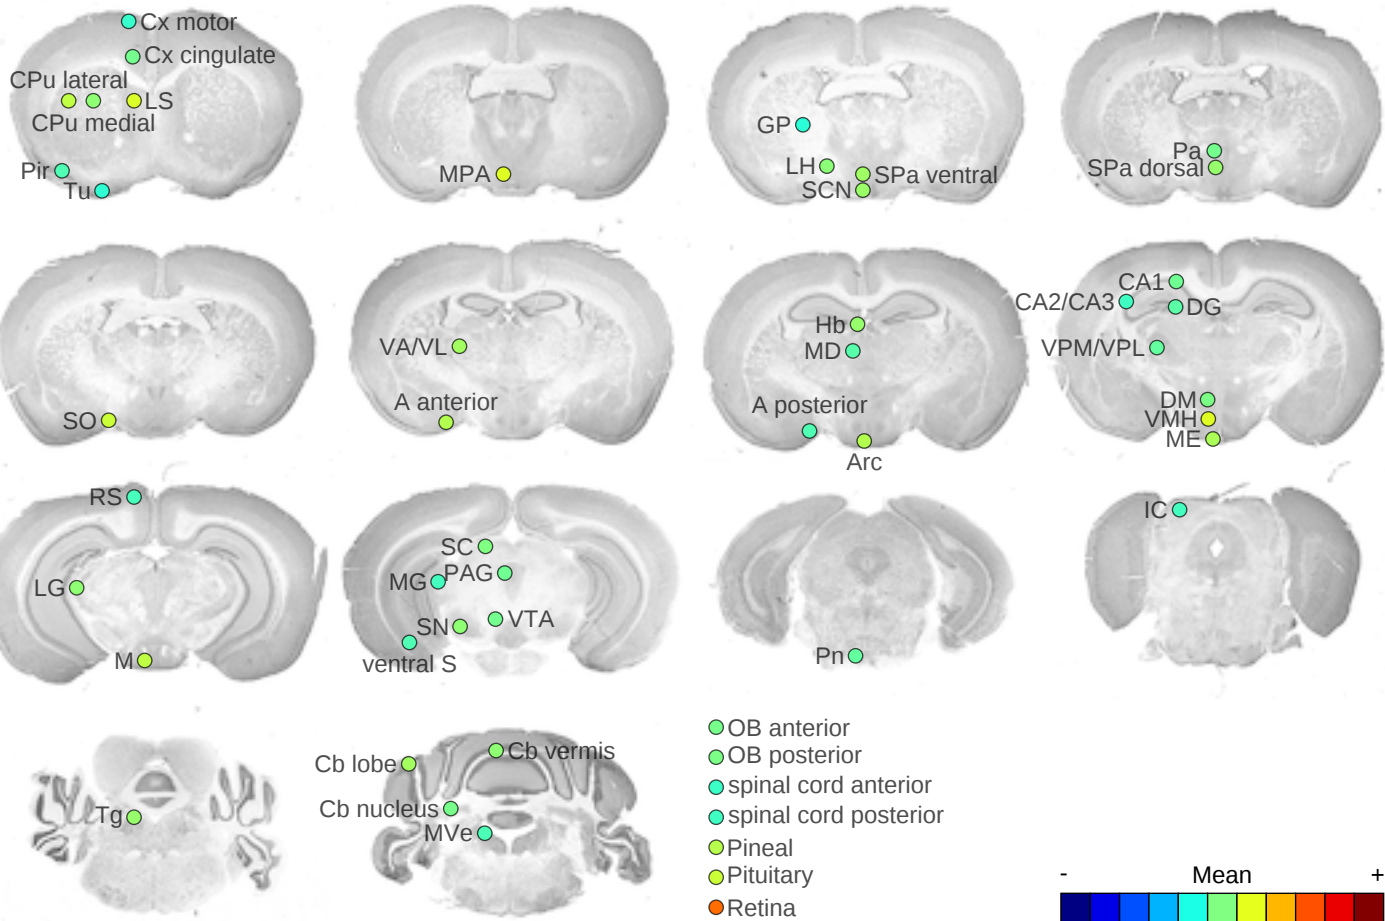 Cx motor
Cx cingulate
CPu lateral
LS
CPu medial
Pir
Tu
MPA
GP
LH
SPa ventral
SCN
Pa
SPa dorsal
SO
VA/VL
A anterior
Hb
MD
A posterior
Arc
CA1
CA2/CA3
DG
VPM/VPL
DM
VMH
ME
RS
LG
M
SC
MG
PAG
SN
VTA
ventral S
Pn
IC
Tg
Cb lobe
Cb vermis
Cb nucleus
MVe
OB anterior
OB posterior
spinal cord anterior
spinal cord posterior
Pineal
Pituitary
Retina
- Mean +